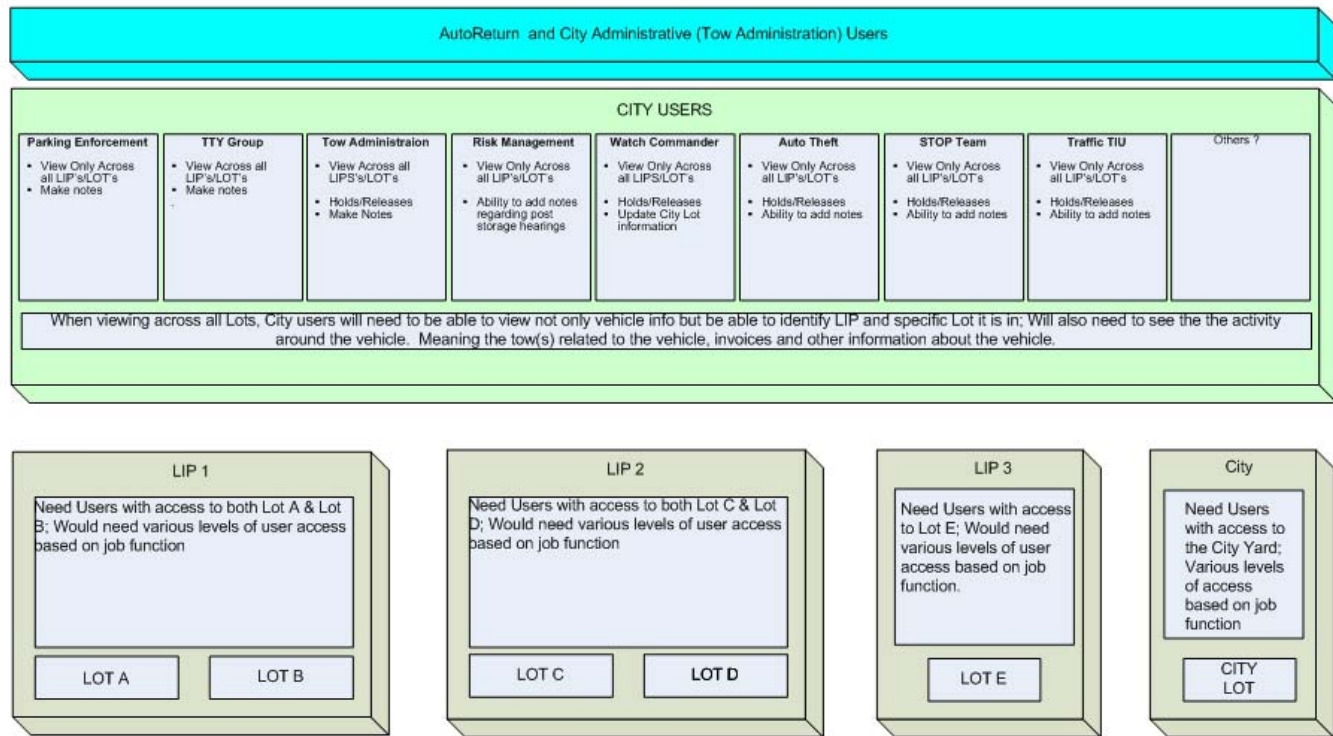 AutoReturn and City Administrative (Tow Administration) Users
CITY USERS
Parking Enforcement
• View Only Across
all LIP's/LOT's
• Make notes
TTY Group
• View Across all
LIP's/LOT's
• Make notes
.
Tow Administraion
• View Across all
LIPS'S/LOT's
• Holds/Releases
• Make Notes
Risk Management
• View Only Across
all LIP's/LOT's
• Ability to add notes
regarding post
storage hearings
Watch Commander
• View Only Across
all LIPS/LOT's
• Holds/Releases
• Update City Lot
information
Auto Theft
• View Only Across
all LIP's/LOT's
• Holds/Releases
• Ability to add notes
STOP Team
• View Only Across
all LIP's/LOT's
• Holds/Releases
• Ability to add notes
Traffic TIU
• View Only Across
all LIP's/LOT's
• Holds/Releases
• Ability to add notes
Others ?
When viewing across all Lots, City users will need to be able to view not only vehicle info but be able to identify LIP and specific Lot it is in; Will also need to see the the activity
around the vehicle. Meaning the tow(s) related to the vehicle, invoices and other information about the vehicle.
LIP 1
Need Users with access to both Lot A & Lot
B; Would need various levels of user access
based on job function
LOT A
LOT B
LIP 2
Need Users with access to both Lot C & Lot
D; Would need various levels of user access
based on job function
LOT C
LOT D
LIP 3
Need Users with access
to Lot E; Would need
various levels of user
access based on job
function.
LOT E
City
Need Users
with access to
the City Yard;
Various levels
of access
based on job
function
CITY
LOT